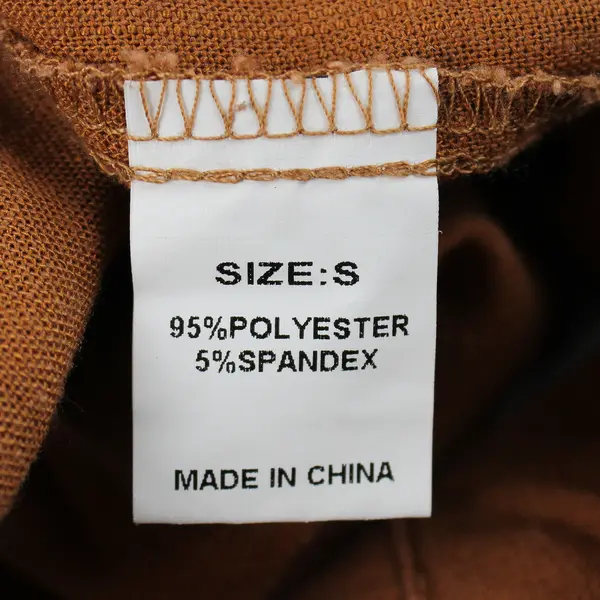 SIZE:S
95%POLYESTER
5%SPANDEX
MADE IN CHINA